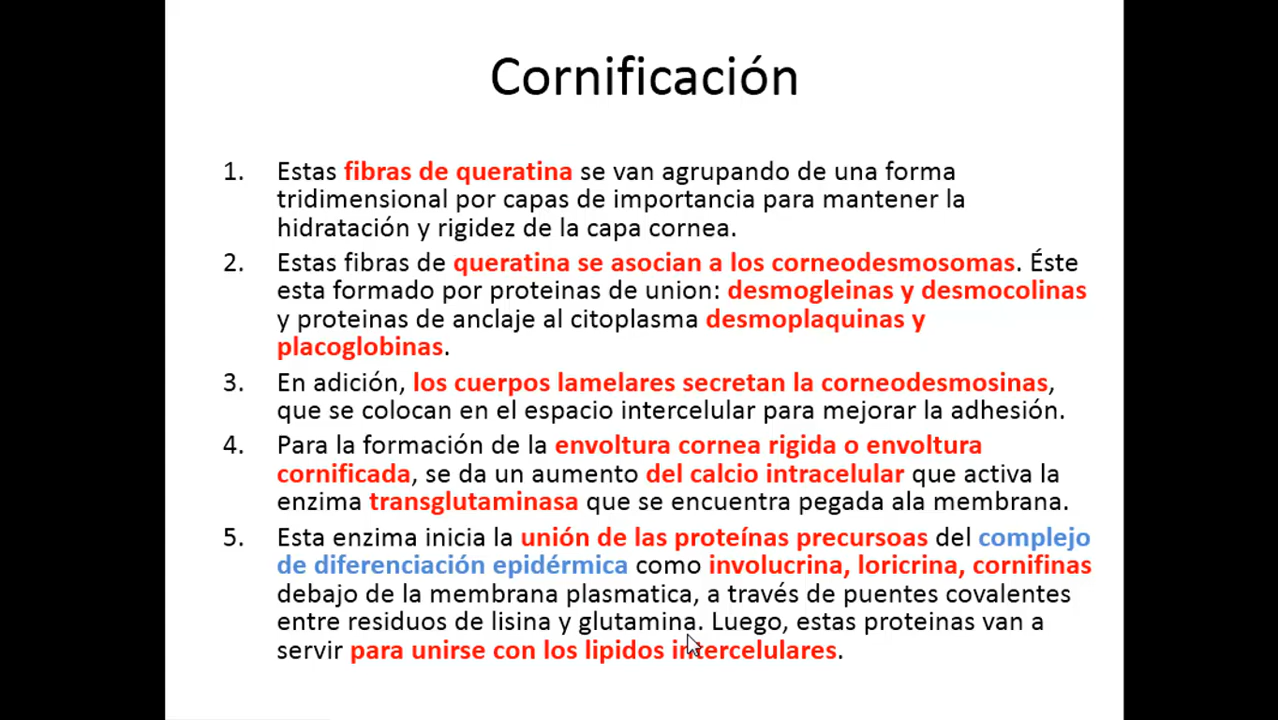 Cornificación
1. Estas fibras de queratina se van agrupando de una forma
tridimensional por capas de importancia para mantener la
hidratación y rigidez de la capa cornea.
2. Estas fibras de queratina se asocian a los corneodesmosomas. Éste
esta formado por proteinas de union: desmogleinas y desmocolinas
y proteinas de anclaje al citoplasma desmoplaquinas y
placoglobinas.
3. En adición, los cuerpos lamelares secretan la corneodesmosinas,
que se colocan en el espacio intercelular para mejorar la adhesión.
4. Para la formación de la envoltura cornea rigida o envoltura
cornificada, se da un aumento del calcio intracelular que activa la
enzima transglutaminasa que se encuentra pegada ala membrana.
5. Esta enzima inicia la unión de las proteínas precursoas del complejo
de diferenciación epidérmica como involucrina, loricrina, cornifinas
debajo de la membrana plasmatica, a través de puentes covalentes
entre residuos de lisina y glutamina. Luego, estas proteinas van a
servir para unirse con los lipidos intercelulares.